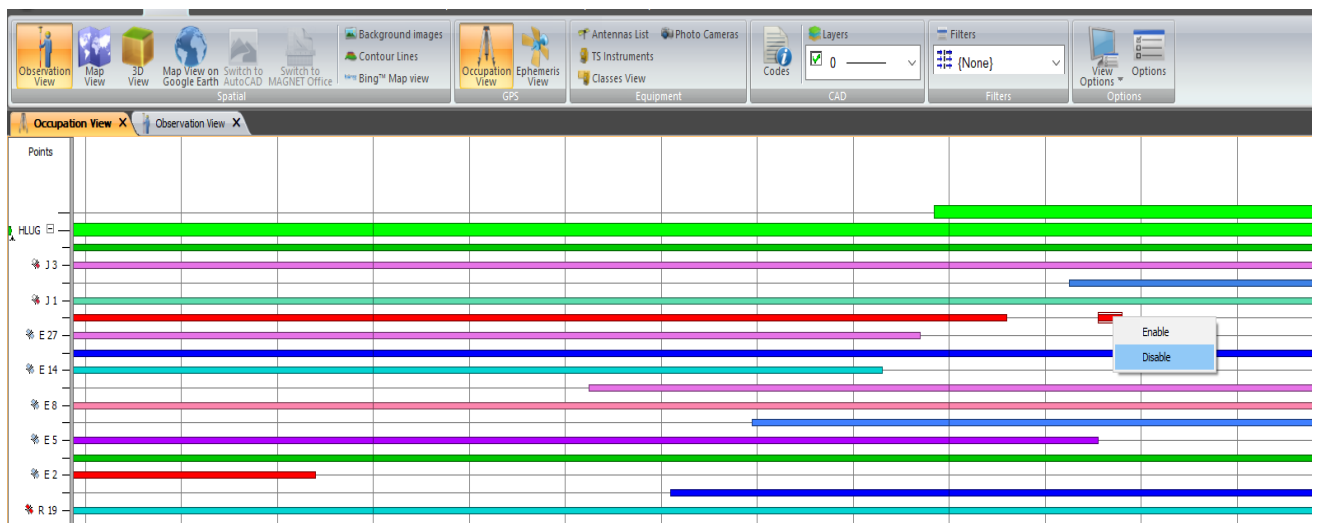 Observation View
Map View
3D View
Map View on Google Earth
Switch to AutoCAD
Switch to MAGNET Office
Background images
Contour Lines
Bing™ Map view
Spatial
Occupation View
Ephemeris View
GPS
Antennas List
Photo Cameras
TS Instruments
Classes View
Equipment
Codes
Layers
0
CAD
Filters
{None}
Filters
View Options
Options
Options
Occupation View X
Observation View X
Points
HLUG
J 3
J 1
E 27
Enable
Disable
E 14
E 8
E 5
E 2
R 19